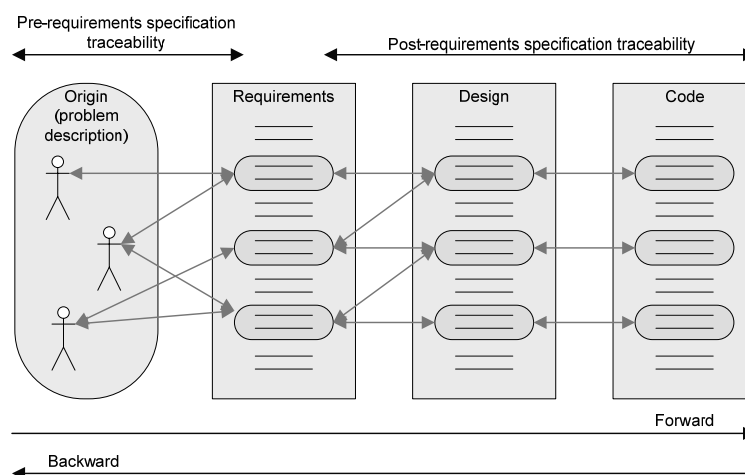 Pre-requirements specification
traceability
Post-requirements specification traceability
Origin
(problem
description)
Requirements
Design
Code
Forward
Backward